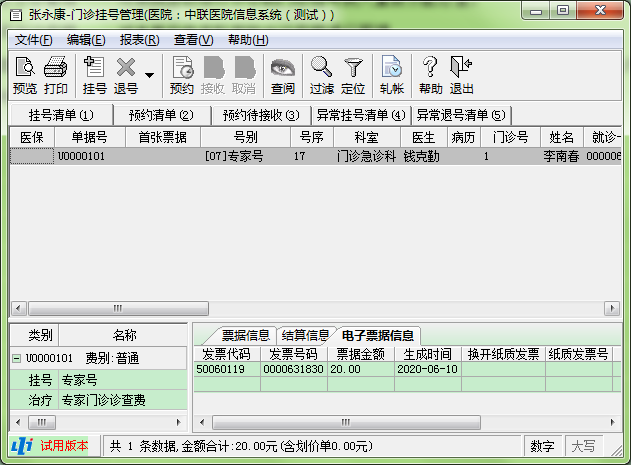 张永康-门诊挂号管理(医院：中联医院信息系统（测试）)
文件(F) 编辑(E) 报表(R) 查看(V) 帮助(H)
预览 打印 挂号 退号 预约 接收 取消 查阅 过滤 定位 轧帐 帮助 退出
挂号清单(1) 预约清单(2) 预约待接收(3) 异常挂号清单(4) 异常退号清单(5)
医保 单据号 首张票据 号别 号序 科室 医生 病历 门诊号 姓名 就诊
U0000101 [07]专家号 17 门诊急诊科 钱克勤 1 李南春 000006
类别 名称
U0000101 费别:普通
挂号 专家号
治疗 专家门诊诊查费
票据信息 结算信息 电子票据信息
发票代码 发票号码 票据金额 生成时间 换开纸质发票 纸质发票号
50060119 0000631830 20.00 2020-06-10
试用版本 共 1 条数据,金额合计:20.00元(含划价单0.00元) 数字 大写